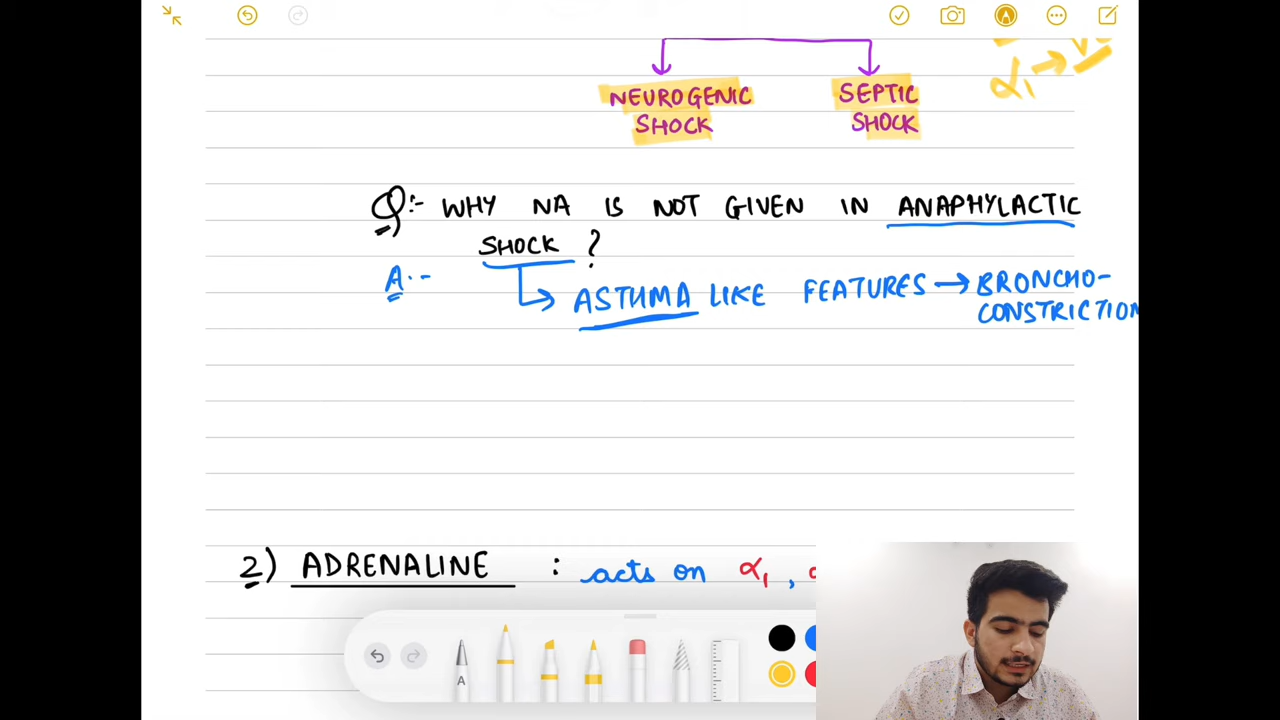 α₁ →
NEUROGENIC SHOCK
SEPTIC SHOCK
Q:- WHY NA IS NOT GIVEN IN ANAPHYLACTIC
SHOCK ?
A:- ASTHMA LIKE FEATURES → BRONCHO-
CONSTRICTION
2) ADRENALINE : acts on α₁ ,
A